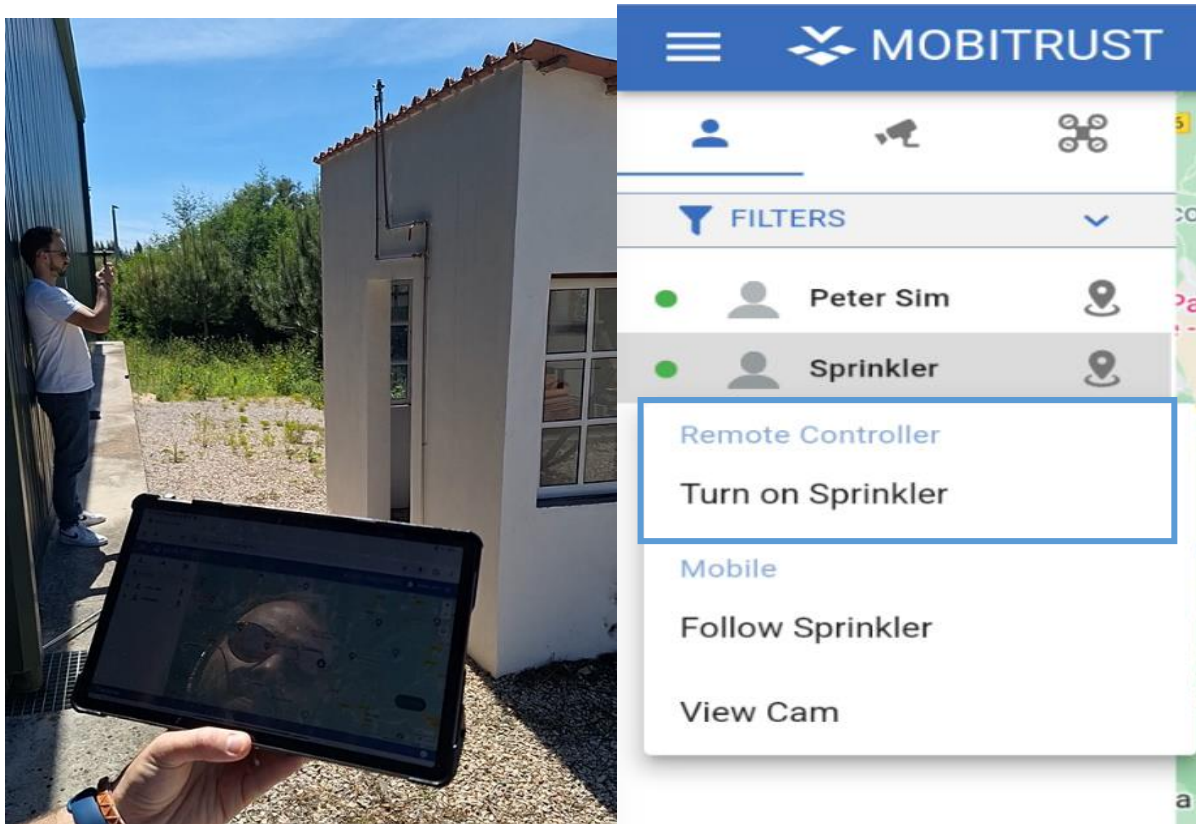 MOBITRUST
FILTERS
Peter Sim
Sprinkler
Remote Controller
Turn on Sprinkler
Mobile
Follow Sprinkler
View Cam